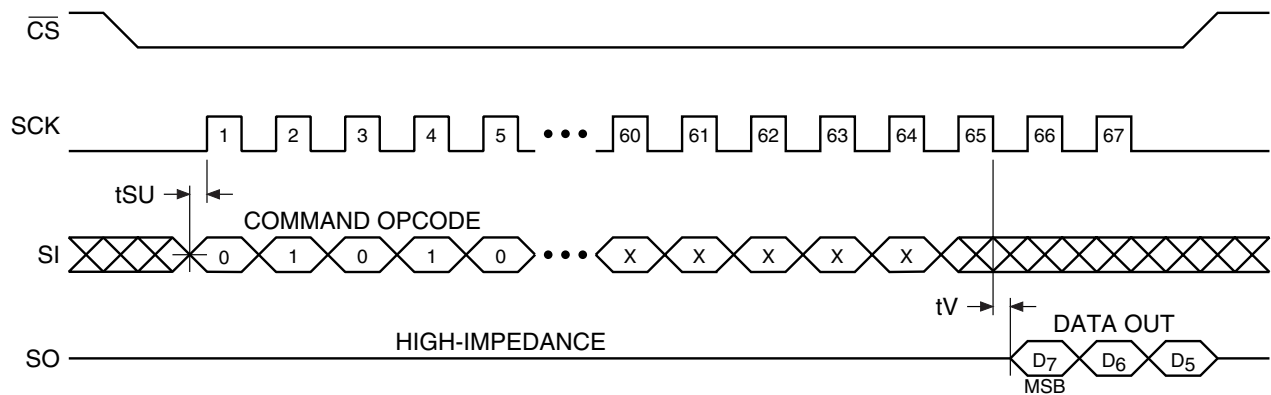 CS
SCK 1 2 3 4 5 ••• 60 61 62 63 64 65 66 67
tSU
COMMAND OPCODE
SI 0 1 0 1 0 ••• X X X X X
tV
DATA OUT
HIGH-IMPEDANCE
SO D7 D6 D5
MSB